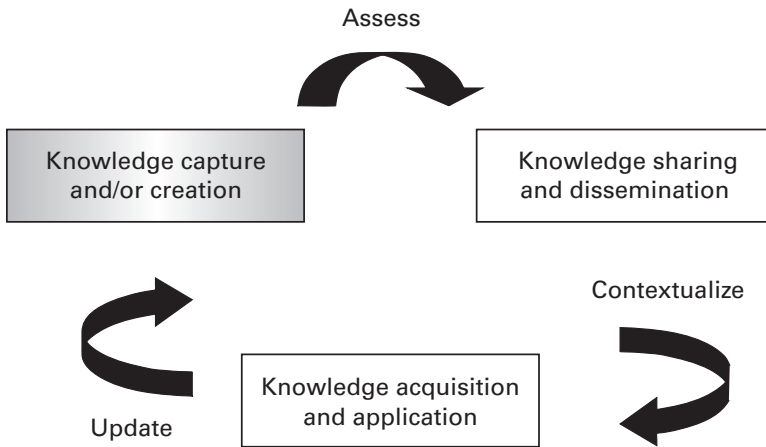 Assess
Knowledge capture
and/or creation
Knowledge sharing
and dissemination
Contextualize
Knowledge acquisition
and application
Update